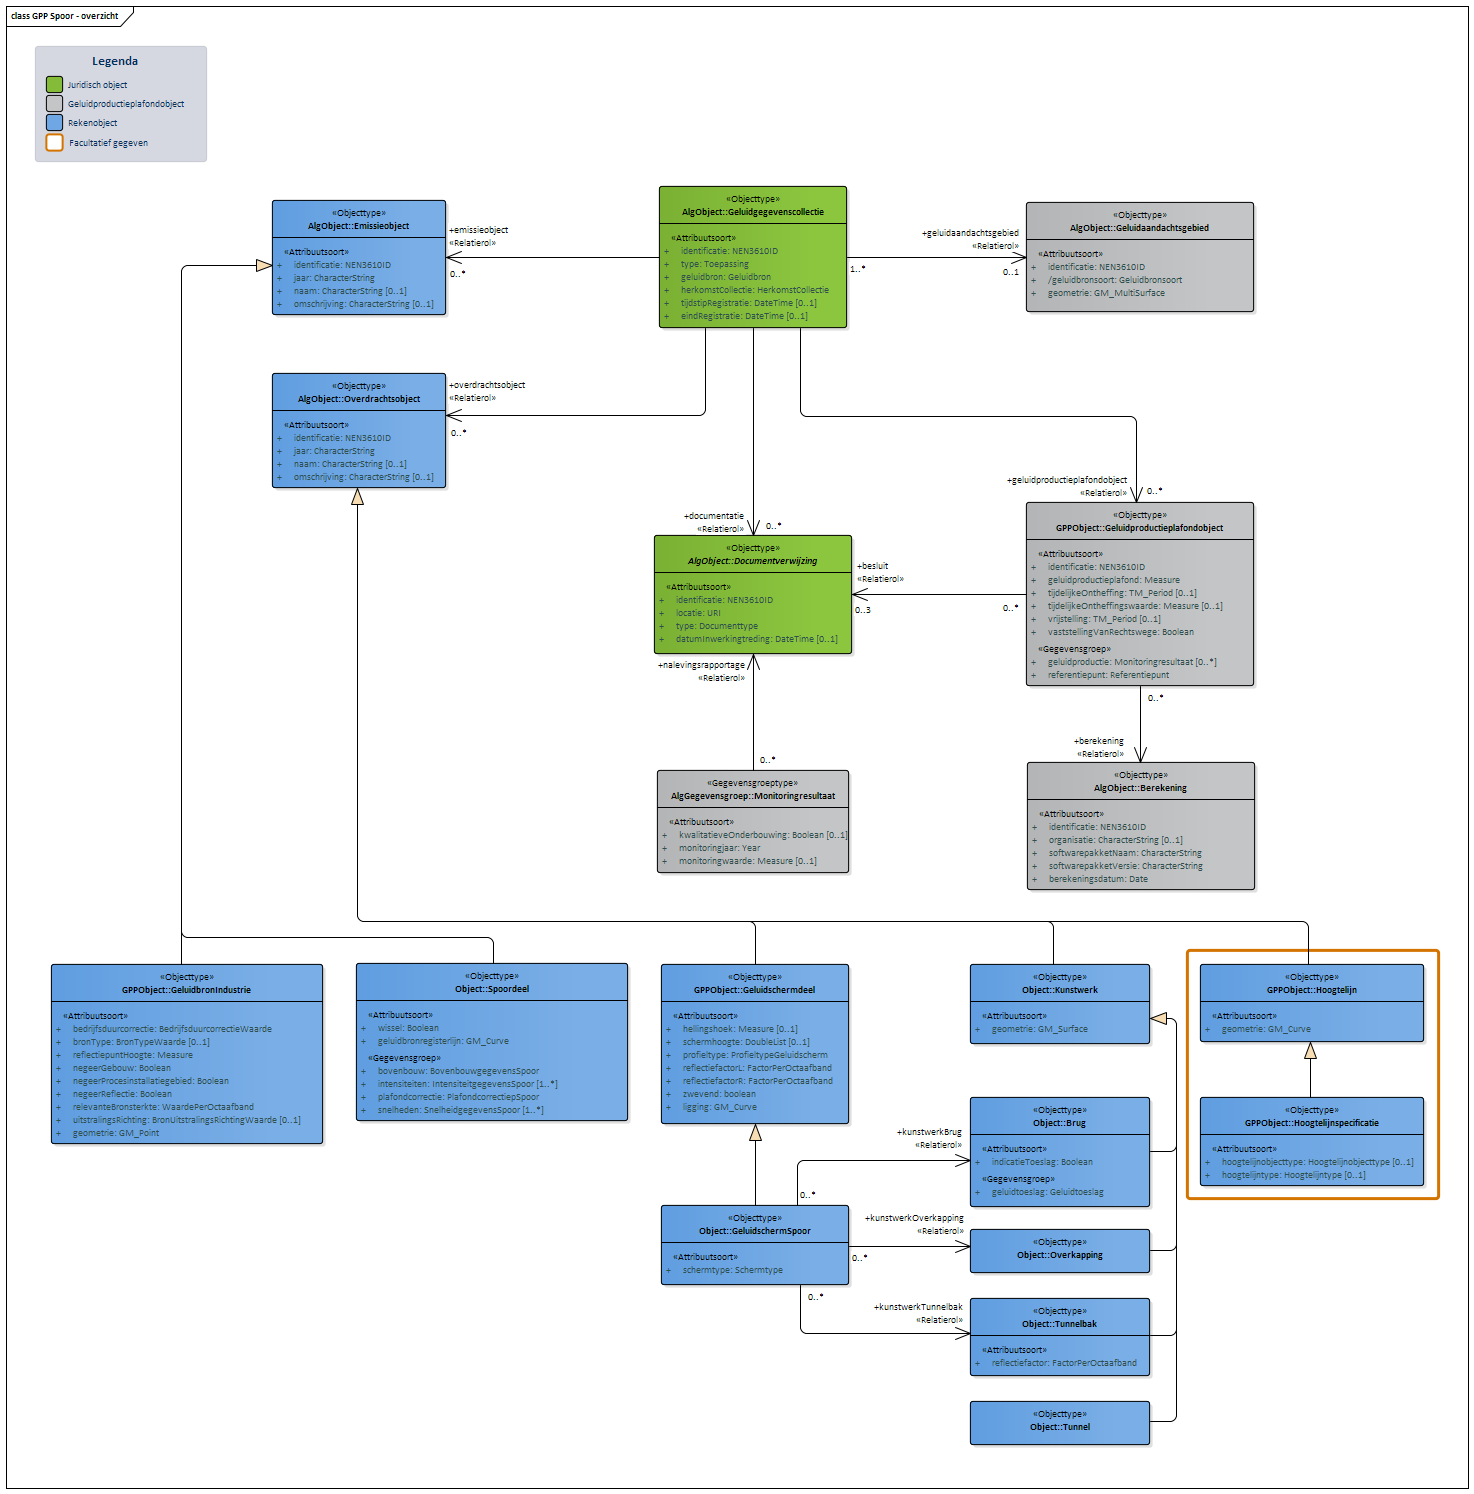 class GPP Spoor - overzicht
Legenda
Juridisch object
Geluidproductieplafondobject
Rekenobject
Facultatief gegeven
«Objecttype»
AlgObject::Emissieobject
«Attribuutsoort»
+ identificatie: NEN3610ID
+ jaar: CharacterString
+ naam: CharacterString [0..1]
+ omschrijving: CharacterString [0..1]
+emissieobject
«Relatierol»
0..*
«Objecttype»
AlgObject::Geluidgegevenscollectie
«Attribuutsoort»
+ identificatie: NEN3610ID
+ type: Toepassing
+ geluidbron: Geluidbron
+ herkomstCollectie: HerkomstCollectie
+ tijdstipRegistratie: DateTime [0..1]
+ eindRegistratie: DateTime [0..1]
+geluidaandachtsgebied
«Relatierol»
1..*
0..1
«Objecttype»
AlgObject::Geluidaandachtsgebied
«Attribuutsoort»
+ identificatie: NEN3610ID
+ /geluidbronsoort: Geluidbronsoort
+ geometrie: GM_MultiSurface
«Objecttype»
AlgObject::Overdrachtsobject
«Attribuutsoort»
+ identificatie: NEN3610ID
+ jaar: CharacterString
+ naam: CharacterString [0..1]
+ omschrijving: CharacterString [0..1]
+overdrachtsobject
«Relatierol»
0..*
+documentatie
«Relatierol»
0..*
+geluidproductieplafondobject
«Relatierol»
0..*
«Objecttype»
AlgObject::Documentverwijzing
«Attribuutsoort»
+ identificatie: NEN3610ID
+ locatie: URI
+ type: Documenttype
+ datumInwerkingtreding: DateTime [0..1]
+besluit
«Relatierol»
0..3
0..*
«Objecttype»
GPPObject::Geluidproductieplafondobject
«Attribuutsoort»
+ identificatie: NEN3610ID
+ geluidproductieplafond: Measure
+ tijdelijkeOntheffing: TM_Period [0..1]
+ tijdelijkeOntheffingswaarde: Measure [0..1]
+ vrijstelling: TM_Period [0..1]
+ vaststellingVanRechtswege: Boolean
«Gegevensgroep»
+ geluidproductie: Monitoringresultaat [0..*]
+ referentiepunt: Referentiepunt
+nalevingsrapportage
«Relatierol»
0..*
0..*
+berekening
«Relatierol»
«Gegevensgroeptype»
AlgGegevensgroep::Monitoringresultaat
«Attribuutsoort»
+ kwalitatieveOnderbouwing: Boolean [0..1]
+ monitoringjaar: Year
+ monitoringwaarde: Measure [0..1]
«Objecttype»
AlgObject::Berekening
«Attribuutsoort»
+ identificatie: NEN3610ID
+ organisatie: CharacterString [0..1]
+ softwarepakketNaam: CharacterString
+ softwarepakketVersie: CharacterString
+ berekeningsdatum: Date
«Objecttype»
GPPObject::GeluidbronIndustrie
«Attribuutsoort»
+ bedrijfsduurcorrectie: BedrijfsduurcorrectieWaarde
+ bronType: BronTypeWaarde [0..1]
+ reflectiepuntHoogte: Measure
+ negeerGebouw: Boolean
+ negeerProcesinstallatiegebied: Boolean
+ negeerReflectie: Boolean
+ relevanteBronsterkte: WaardePerOctaafband
+ uitstralingsRichting: BronUitstralingsRichtingWaarde [0..1]
+ geometrie: GM_Point
«Objecttype»
Object::Spoordeel
«Attribuutsoort»
+ wissel: Boolean
+ geluidbronregisterlijn: GM_Curve
«Gegevensgroep»
+ bovenbouw: BovenbouwgegevensSpoor
+ intensiteiten: IntensiteitgegevensSpoor [1..*]
+ plafondcorrectie: PlafondcorrectiepSpoor
+ snelheden: SnelheidgegevensSpoor [1..*]
«Objecttype»
GPPObject::Geluidschermdeel
«Attribuutsoort»
+ hellingshoek: Measure [0..1]
+ schermhoogte: DoubleList [0..1]
+ profieltype: ProfieltypeGeluidscherm
+ reflectiefactorL: FactorPerOctaafband
+ reflectiefactorR: FactorPerOctaafband
+ zwevend: boolean
+ ligging: GM_Curve
«Objecttype»
Object::Kunstwerk
«Attribuutsoort»
+ geometrie: GM_Surface
«Objecttype»
GPPObject::Hoogtelijn
«Attribuutsoort»
+ geometrie: GM_Curve
«Objecttype»
GPPObject::Hoogtelijnspecificatie
«Attribuutsoort»
+ hoogtelijnobjecttype: Hoogtelijnobjecttype [0..1]
+ hoogtelijntype: Hoogtelijntype [0..1]
«Objecttype»
Object::Brug
«Attribuutsoort»
+ indicatieToeslag: Boolean
«Gegevensgroep»
+ geluidtoeslag: Geluidtoeslag
+kunstwerkBrug
«Relatierol»
0..*
«Objecttype»
Object::GeluidschermSpoor
«Attribuutsoort»
+ schermtype: Schermtype
+kunstwerkOverkapping
«Relatierol»
0..*
«Objecttype»
Object::Overkapping
0..*
+kunstwerkTunnelbak
«Relatierol»
«Objecttype»
Object::Tunnelbak
«Attribuutsoort»
+ reflectiefactor: FactorPerOctaafband
«Objecttype»
Object::Tunnel